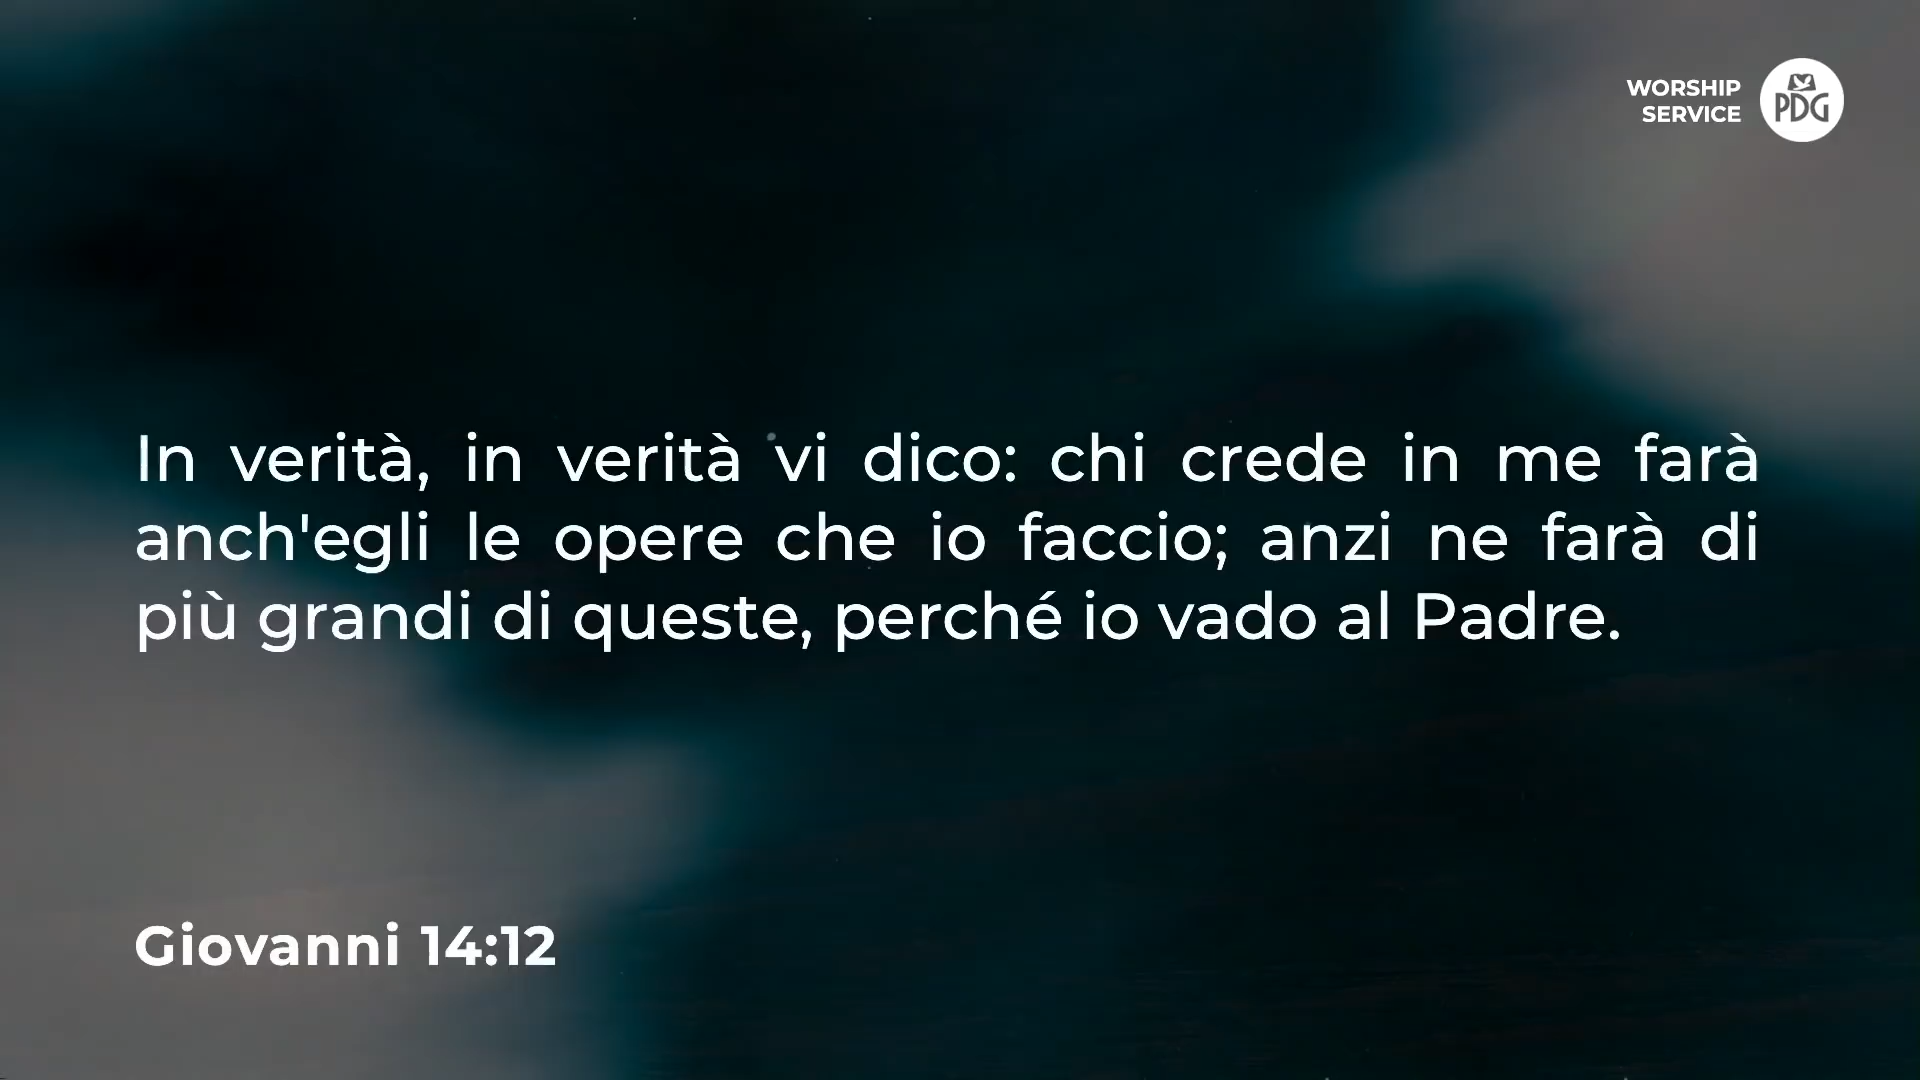 WORSHIP
SERVICE
PDG
In verità, in verità vi dico: chi crede in me farà
anch'egli le opere che io faccio; anzi ne farà di
più grandi di queste, perché io vado al Padre.
Giovanni 14:12